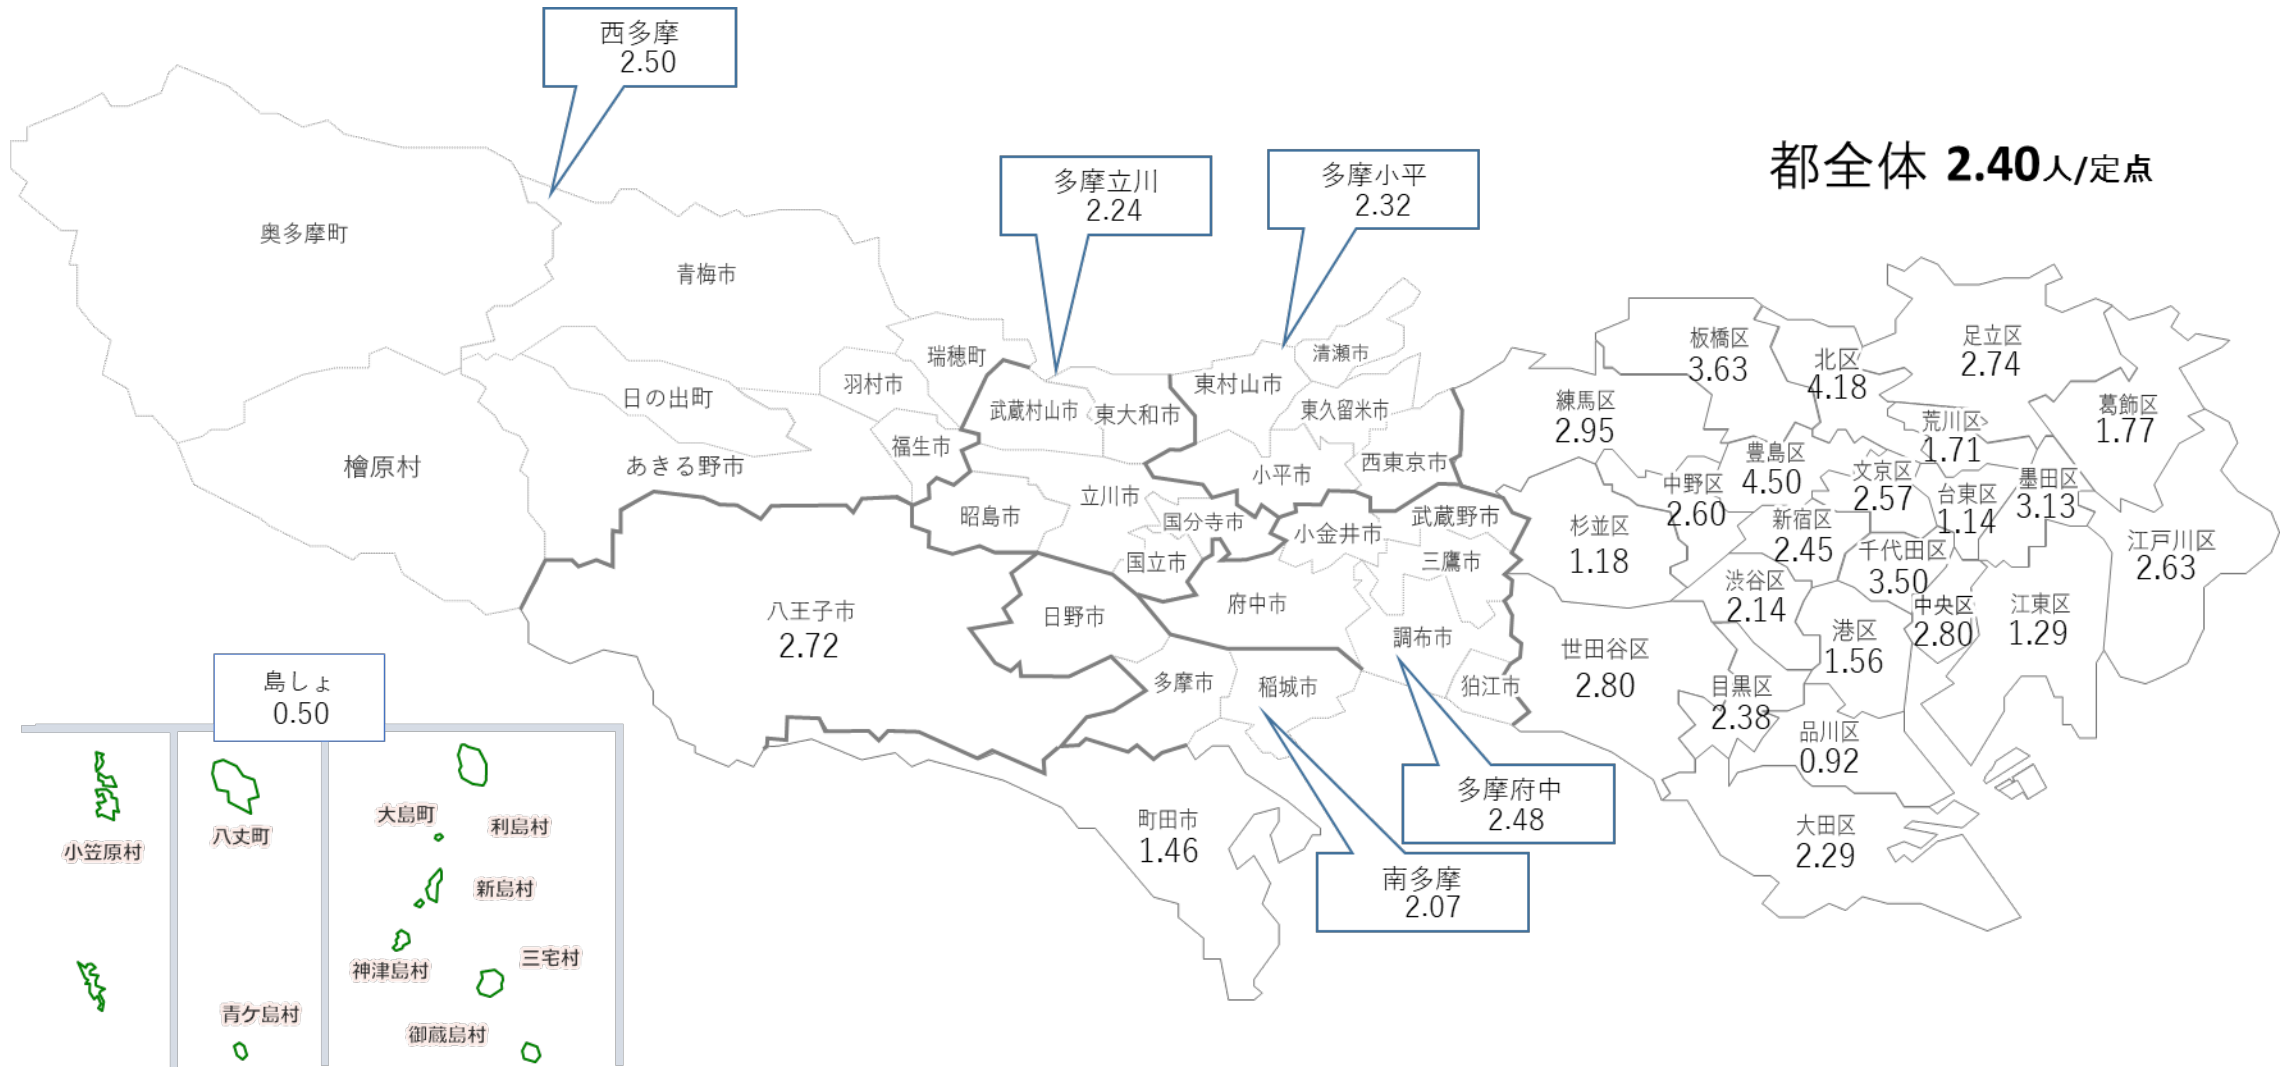 西多摩
2.50
多摩立川
2.24
多摩小平
2.32
都全体 2.40人/定点
奥多摩町
青梅市
瑞穂町
羽村市
日の出町
福生市
あきる野市
檜原村
武蔵村山市
東大和市
東村山市
清瀬市
東久留米市
小平市
西東京市
立川市
昭島市
国分寺市
国立市
小金井市
武蔵野市
三鷹市
府中市
調布市
狛江市
八王子市
2.72
日野市
多摩市
稲城市
町田市
1.46
多摩府中
2.48
南多摩
2.07
板橋区
3.63
北区
4.18
足立区
2.74
葛飾区
1.77
練馬区
2.95
荒川区
1.71
豊島区
4.50
文京区
2.57
台東区
1.14
墨田区
3.13
中野区
2.60
杉並区
1.18
新宿区
2.45
千代田区
3.50
江戸川区
2.63
渋谷区
2.14
中央区
2.80
江東区
1.29
港区
1.56
世田谷区
2.80
目黒区
2.38
品川区
0.92
大田区
2.29
島しょ
0.50
小笠原村
八丈町
青ケ島村
大島町
利島村
新島村
神津島村
三宅村
御蔵島村